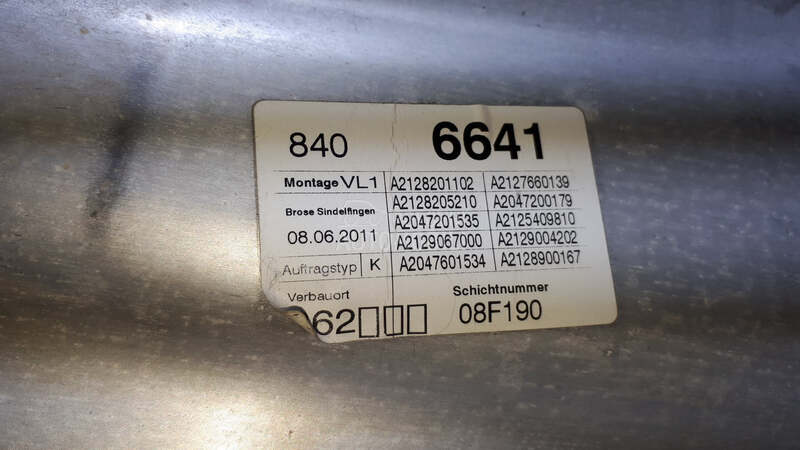 840 6641
Montage VL1 A2128201102 A2127660139
Brose Sindelfingen A2128205210 A2047200179
08.06.2011 A2047201535 A2125409810
A2129067000 A2129004202
Auftragstyp K A2047601534 A2128900167
Verbauort Schichtnummer
62□□□ 08F190